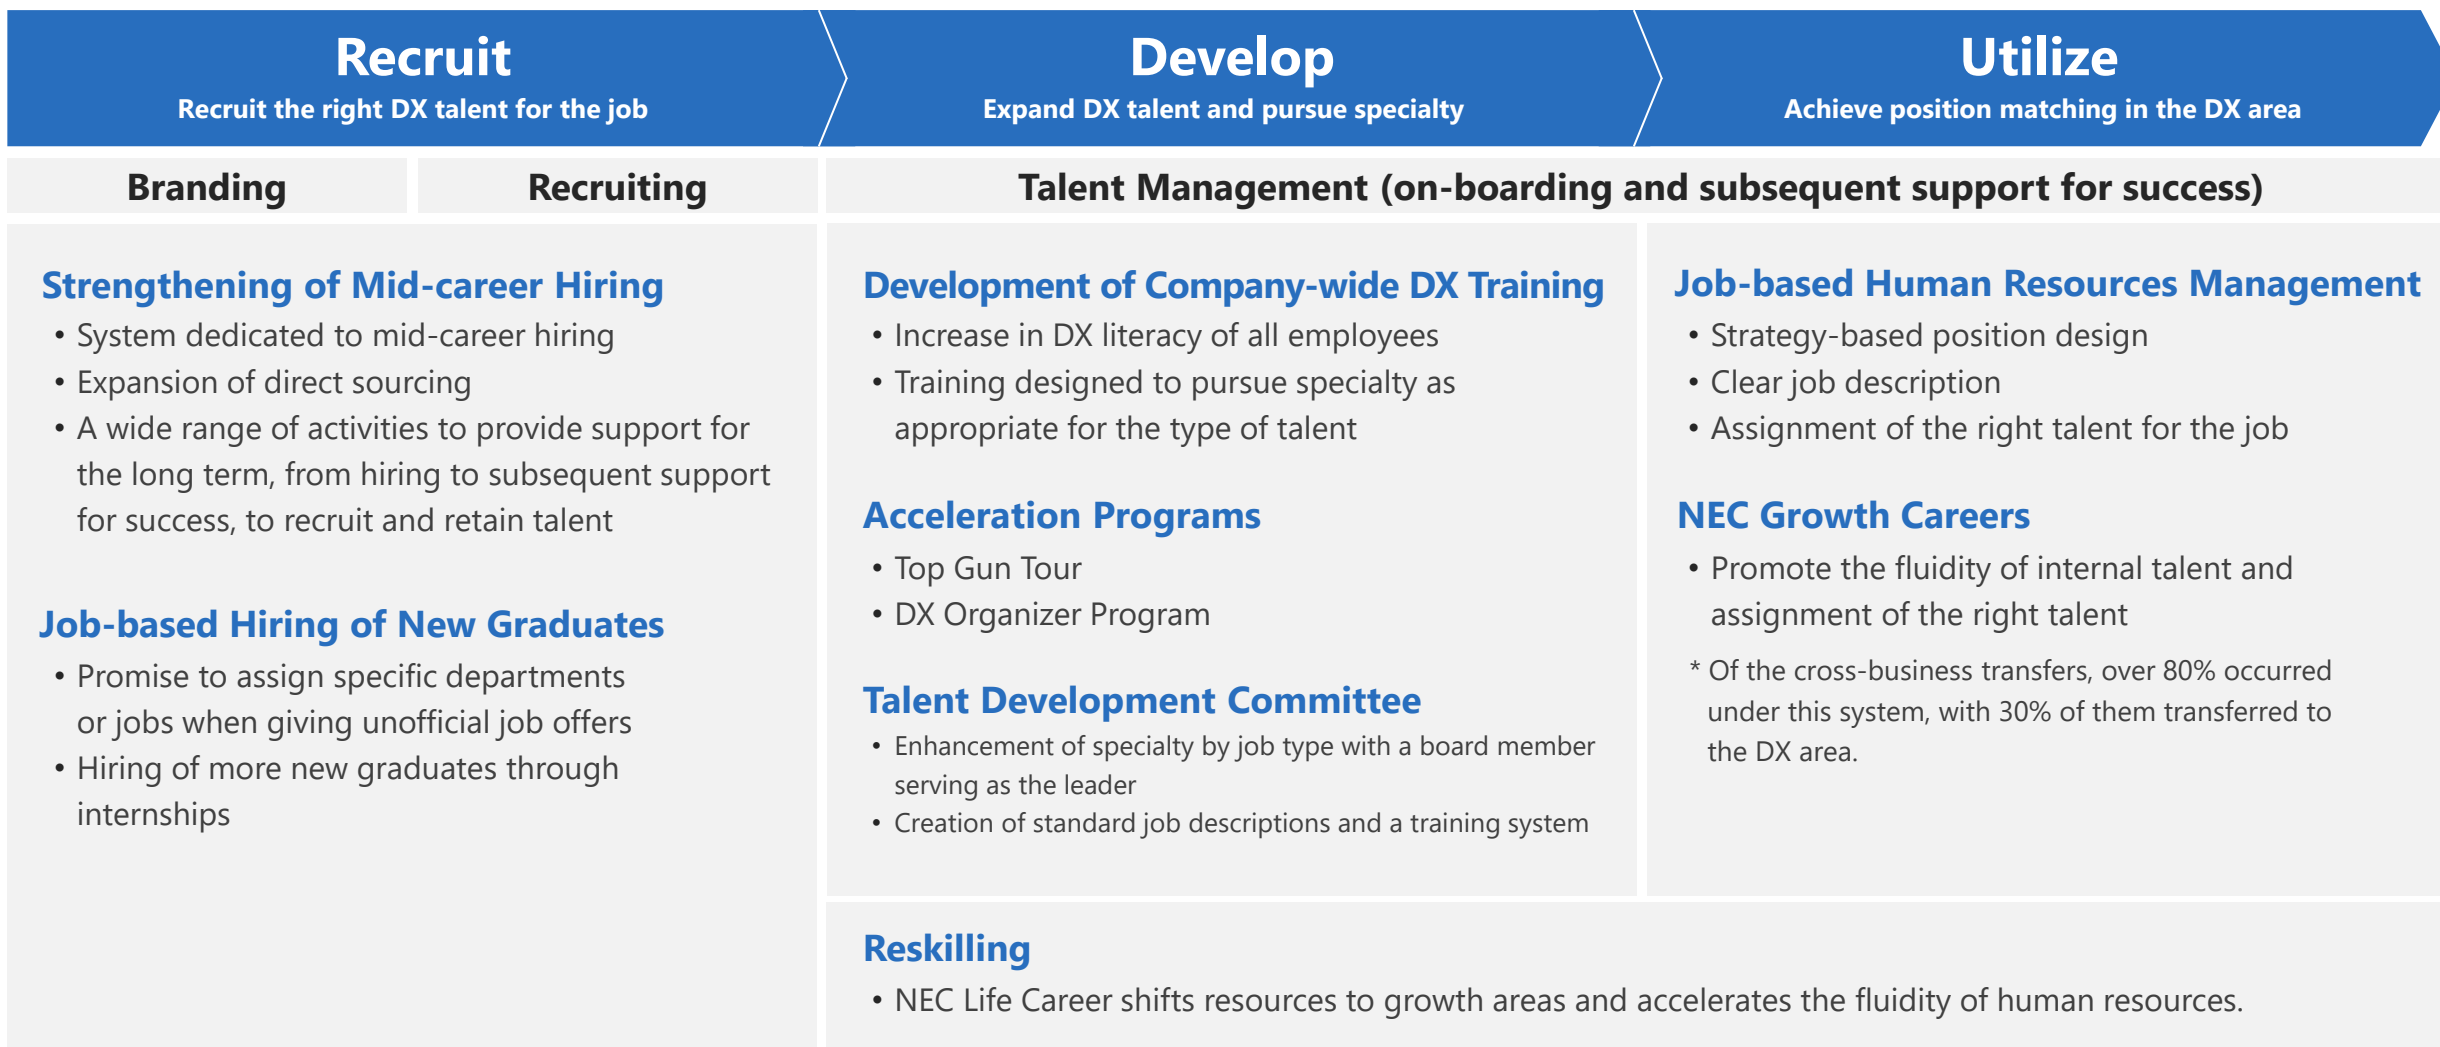 Recruit
Recruit the right DX talent for the job
Develop
Expand DX talent and pursue specialty
Utilize
Achieve position matching in the DX area
Branding
Recruiting
Talent Management (on-boarding and subsequent support for success)
Strengthening of Mid-career Hiring
• System dedicated to mid-career hiring
• Expansion of direct sourcing
• A wide range of activities to provide support for
the long term, from hiring to subsequent support
for success, to recruit and retain talent
Job-based Hiring of New Graduates
• Promise to assign specific departments
or jobs when giving unofficial job offers
• Hiring of more new graduates through
internships
Development of Company-wide DX Training
• Increase in DX literacy of all employees
• Training designed to pursue specialty as
appropriate for the type of talent
Acceleration Programs
• Top Gun Tour
• DX Organizer Program
Talent Development Committee
• Enhancement of specialty by job type with a board member
serving as the leader
• Creation of standard job descriptions and a training system
Job-based Human Resources Management
• Strategy-based position design
• Clear job description
• Assignment of the right talent for the job
NEC Growth Careers
• Promote the fluidity of internal talent and
assignment of the right talent
* Of the cross-business transfers, over 80% occurred
under this system, with 30% of them transferred to
the DX area.
Reskilling
• NEC Life Career shifts resources to growth areas and accelerates the fluidity of human resources.